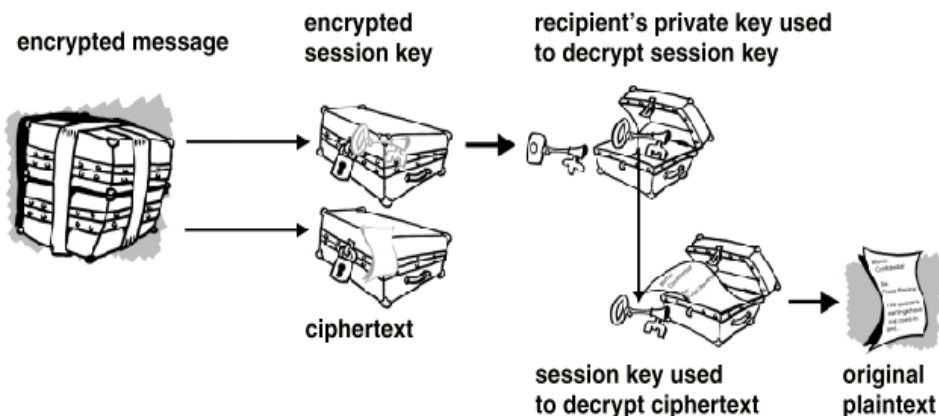 encrypted message
encrypted
session key
recipient's private key used
to decrypt session key
ciphertext
Confidential
session key used
to decrypt ciphertext
original
plaintext